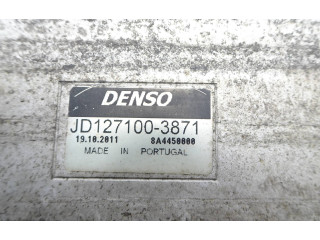 DENSO
JD127100-3871
19.10.2011 8A4450000
MADE IN PORTUGAL